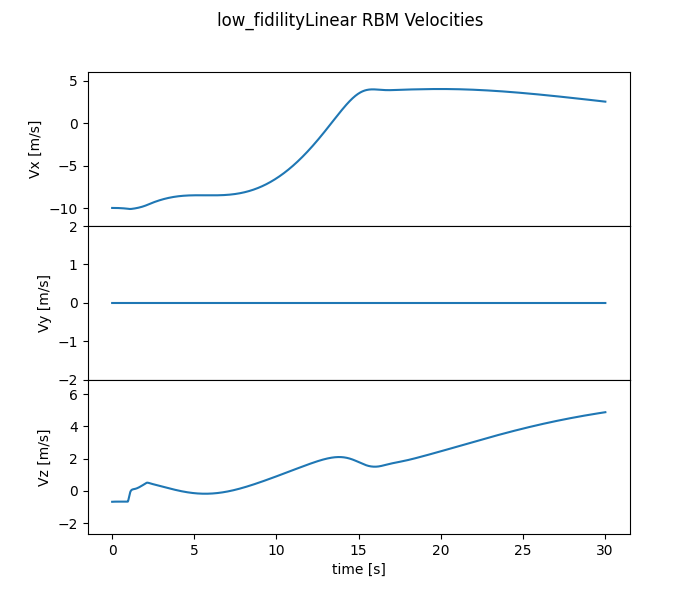 low_fidilityLinear RBM Velocities
5
0
−5
−10
Vx [m/s]
2
1
0
−1
−2
Vy [m/s]
6
4
2
0
−2
Vz [m/s]
0 5 10 15 20 25 30
time [s]